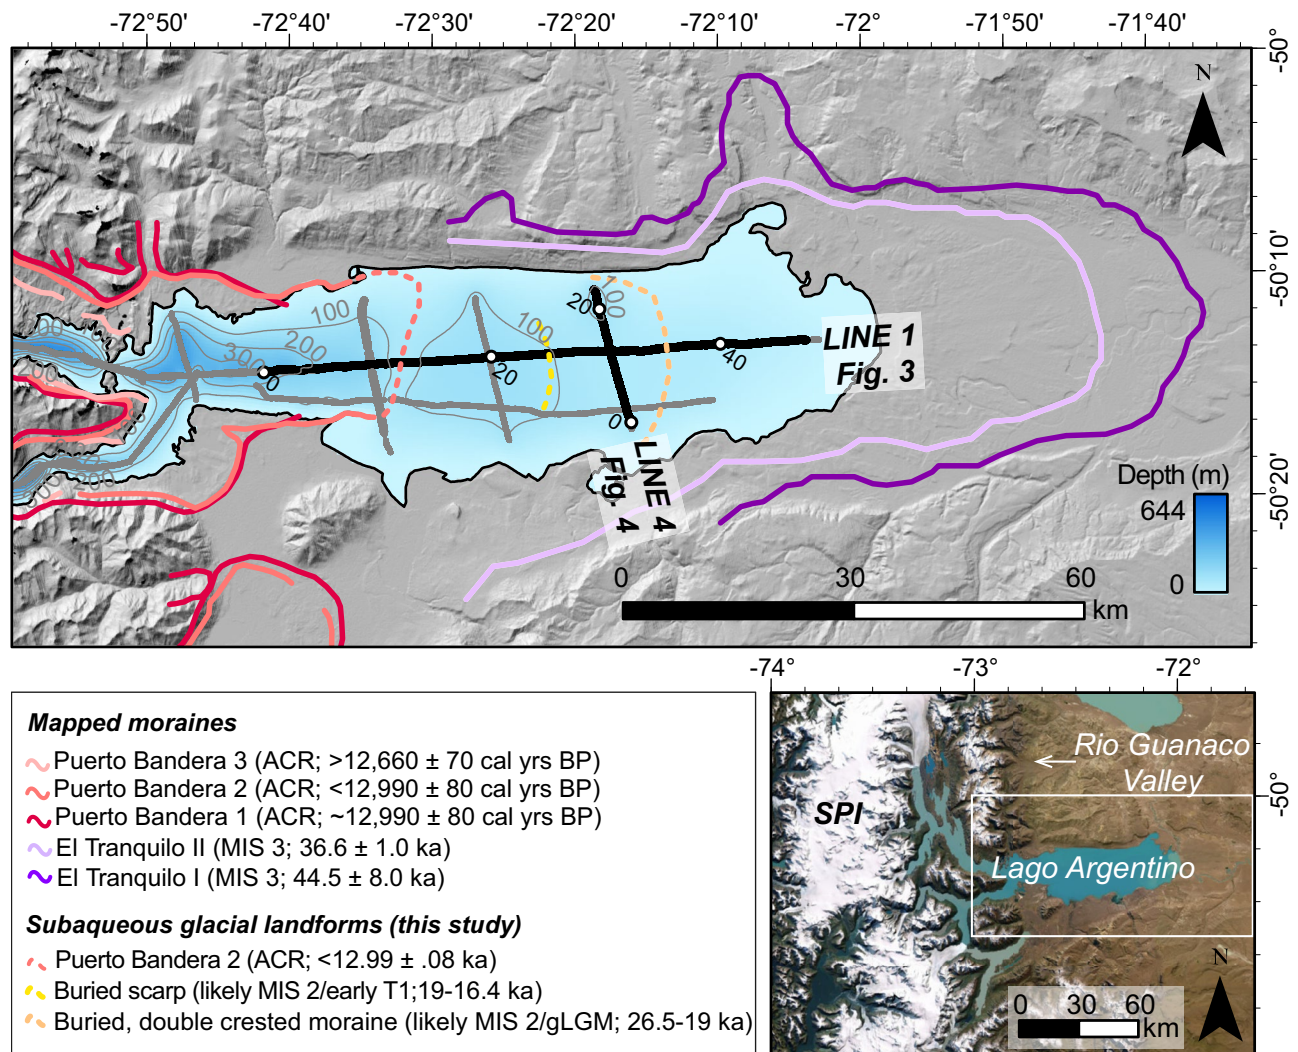 -72°50' -72°40' -72°30' -72°20' -72°10' -72° -71°50' -71°40'
-50°
N
-50°10'
100
200
300
100
100
0
20
20
40
0
LINE 1
Fig. 3
LINE 4
Fig. 4
-50°20'
Depth (m)
644
0
0 30 60
km
Mapped moraines
Puerto Bandera 3 (ACR; >12,660 ± 70 cal yrs BP)
Puerto Bandera 2 (ACR; <12,990 ± 80 cal yrs BP)
Puerto Bandera 1 (ACR; ~12,990 ± 80 cal yrs BP)
El Tranquilo II (MIS 3; 36.6 ± 1.0 ka)
El Tranquilo I (MIS 3; 44.5 ± 8.0 ka)
Subaqueous glacial landforms (this study)
Puerto Bandera 2 (ACR; <12.99 ± .08 ka)
Buried scarp (likely MIS 2/early T1;19-16.4 ka)
Buried, double crested moraine (likely MIS 2/gLGM; 26.5-19 ka)
-74° -73° -72°
Rio Guanaco
Valley
-50°
SPI
Lago Argentino
N
0 30 60
km